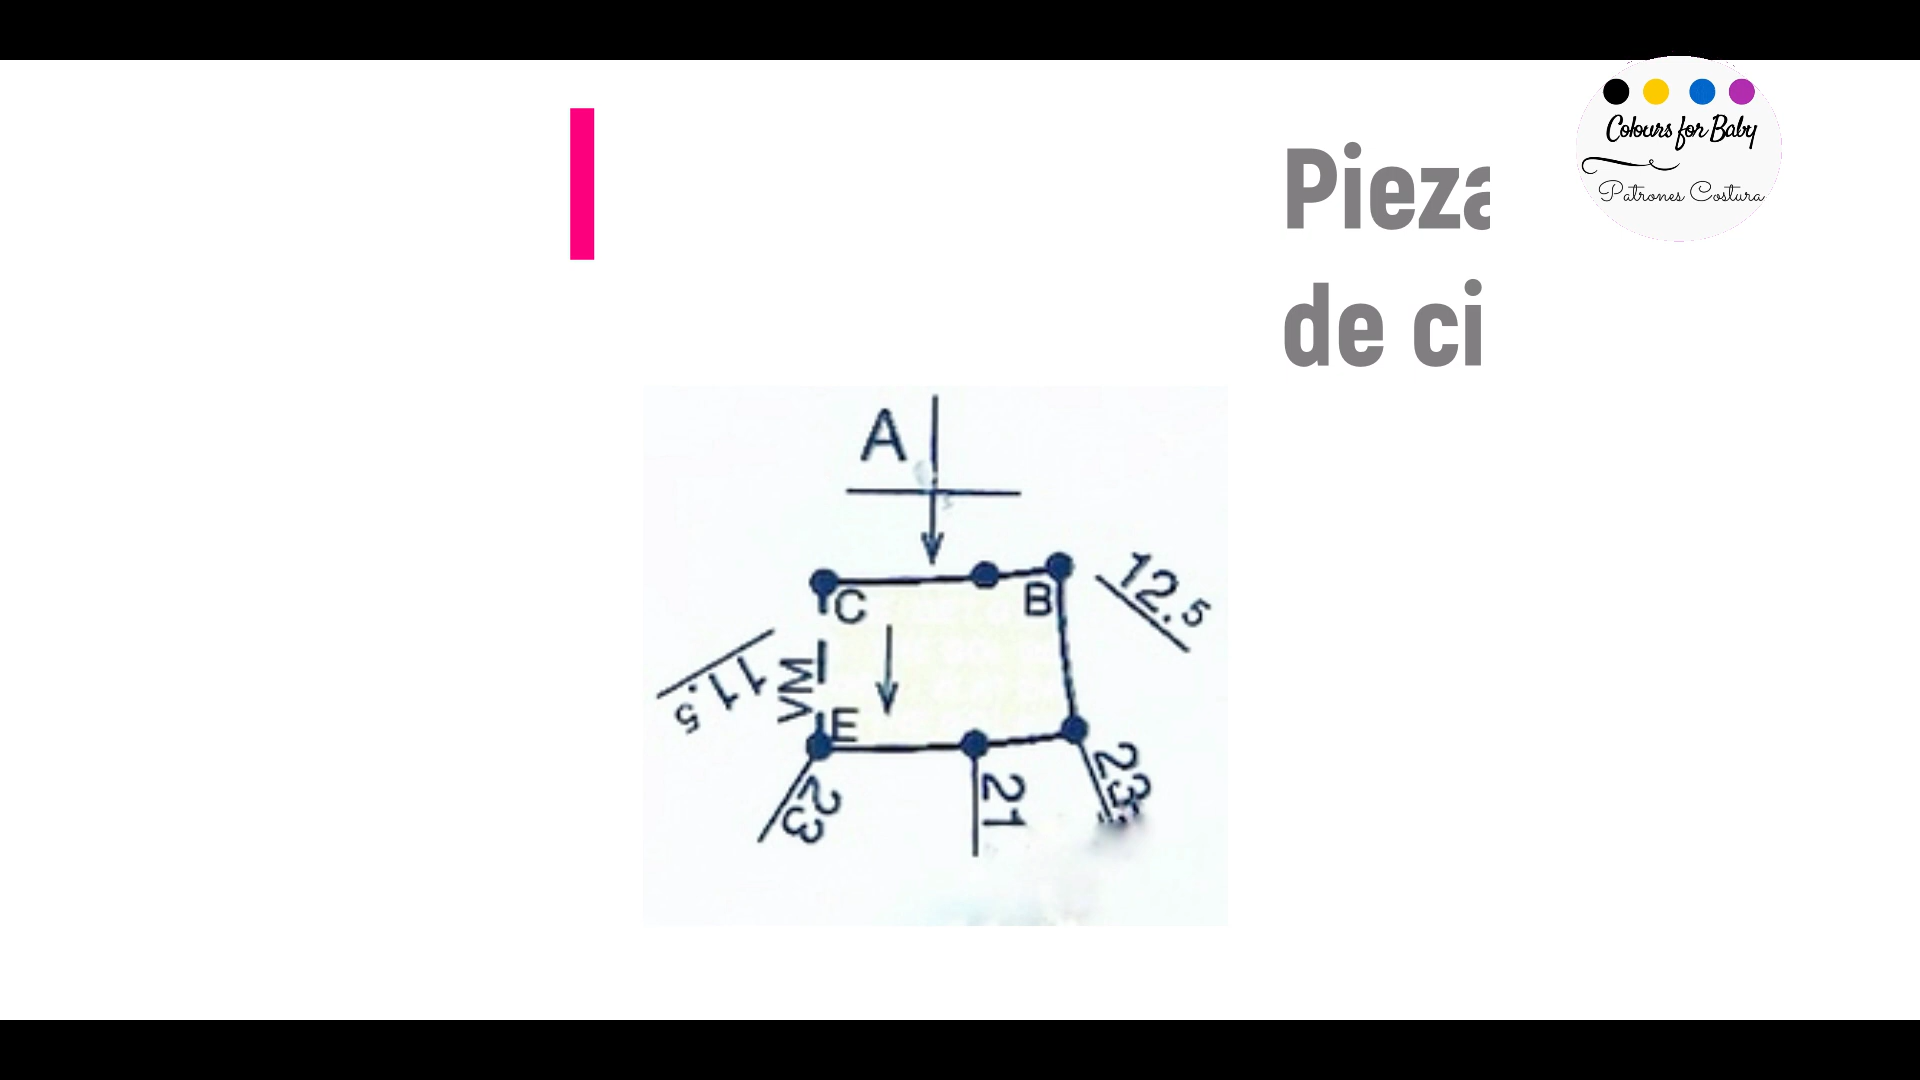 Colours for Baby
Patrones Costura
Pieza
de ci
A
C
B
12.5
11.5
VM
E
23
21
23